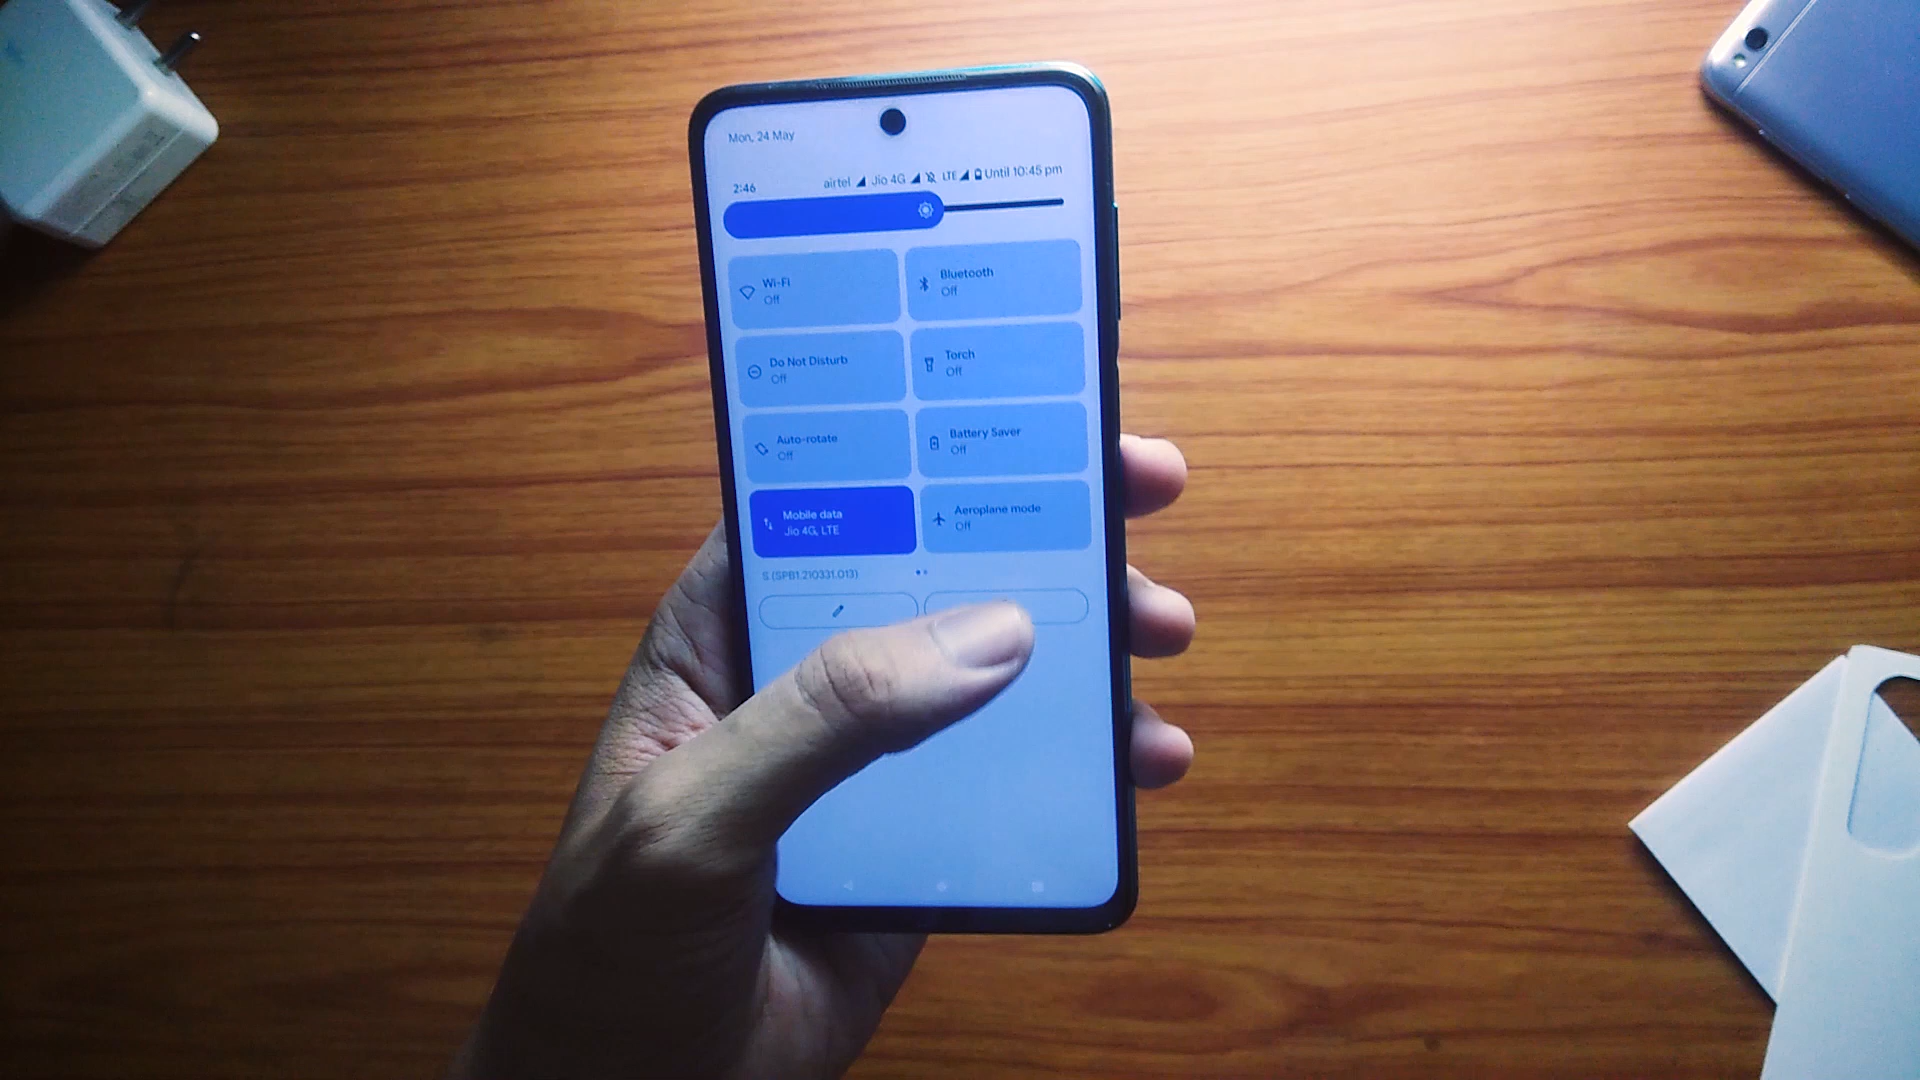 Mon, 24 May
2:46 airtel Jio 4G LTE Until 10:45 pm
Wi-Fi
Off
Bluetooth
Off
Do Not Disturb
Off
Torch
Off
Auto-rotate
Off
Battery Saver
Off
Mobile data
Jio 4G, LTE
Aeroplane mode
Off
S (SPB1.210331.013)